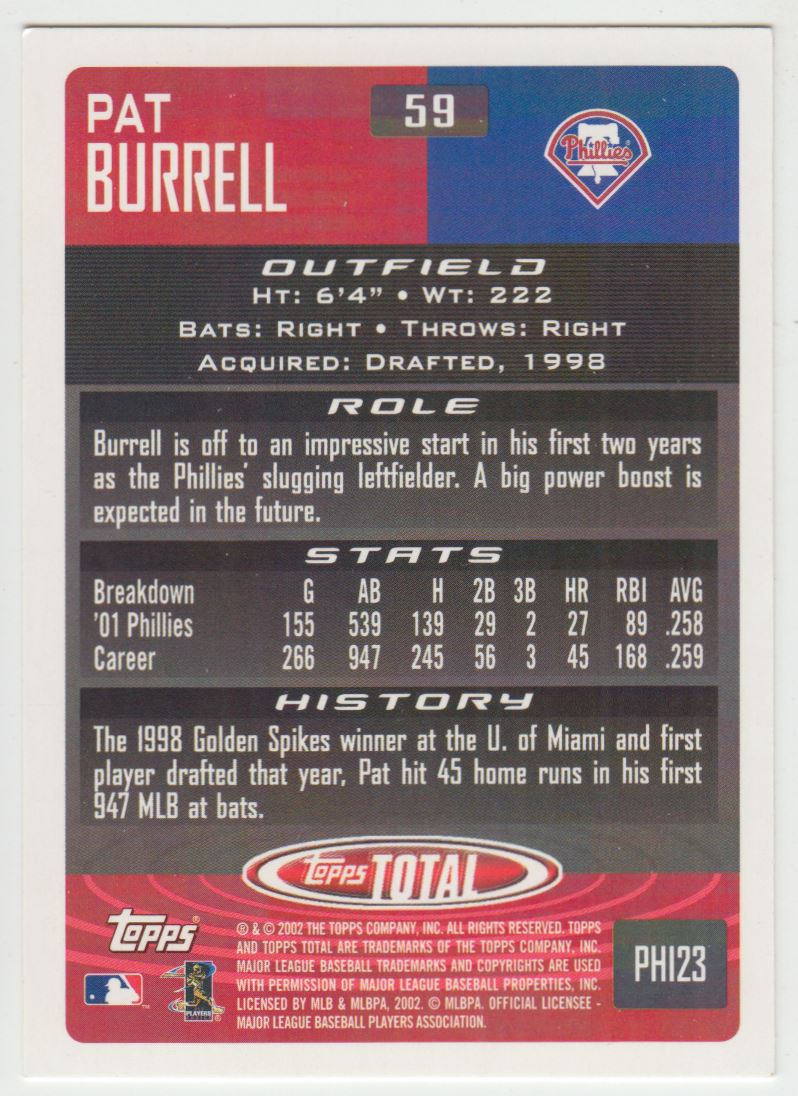 PAT
BURRELL
59
Phillies
OUTFIELD
HT: 6'4" • WT: 222
BATS: RIGHT • THROWS: RIGHT
ACQUIRED: DRAFTED, 1998
ROLE
Burrell is off to an impressive start in his first two years
as the Phillies' slugging leftfielder. A big power boost is
expected in the future.
STATS
Breakdown G AB H 2B 3B HR RBI AVG
'01 Phillies 155 539 139 29 2 27 89 .258
Career 266 947 245 56 3 45 168 .259
HISTORY
The 1998 Golden Spikes winner at the U. of Miami and first
player drafted that year, Pat hit 45 home runs in his first
947 MLB at bats.
Topps TOTAL
Topps®
® & © 2002 THE TOPPS COMPANY, INC. ALL RIGHTS RESERVED. TOPPS
AND TOPPS TOTAL ARE TRADEMARKS OF THE TOPPS COMPANY, INC.
MAJOR LEAGUE BASEBALL TRADEMARKS AND COPYRIGHTS ARE USED
WITH PERMISSION OF MAJOR LEAGUE BASEBALL PROPERTIES, INC.
LICENSED BY MLB & MLBPA, 2002. © MLBPA. OFFICIAL LICENSEE -
MAJOR LEAGUE BASEBALL PLAYERS ASSOCIATION.
PHI23
PLAYERS